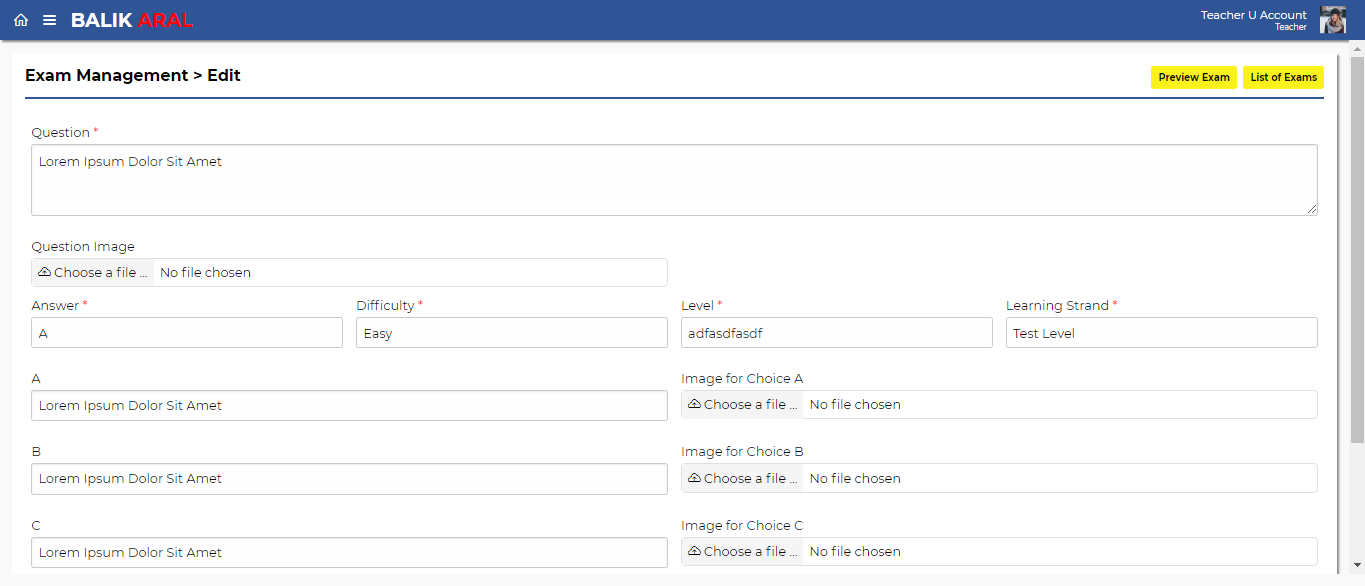 BALIK ARAL
Teacher U Account
Teacher
Exam Management > Edit
Preview Exam
List of Exams
Question *
Lorem Ipsum Dolor Sit Amet
Question Image
Choose a file ... No file chosen
Answer * Difficulty * Level * Learning Strand *
A Easy adfasdfasdf Test Level
A Image for Choice A
Lorem Ipsum Dolor Sit Amet Choose a file ... No file chosen
B Image for Choice B
Lorem Ipsum Dolor Sit Amet Choose a file ... No file chosen
C Image for Choice C
Lorem Ipsum Dolor Sit Amet Choose a file ... No file chosen